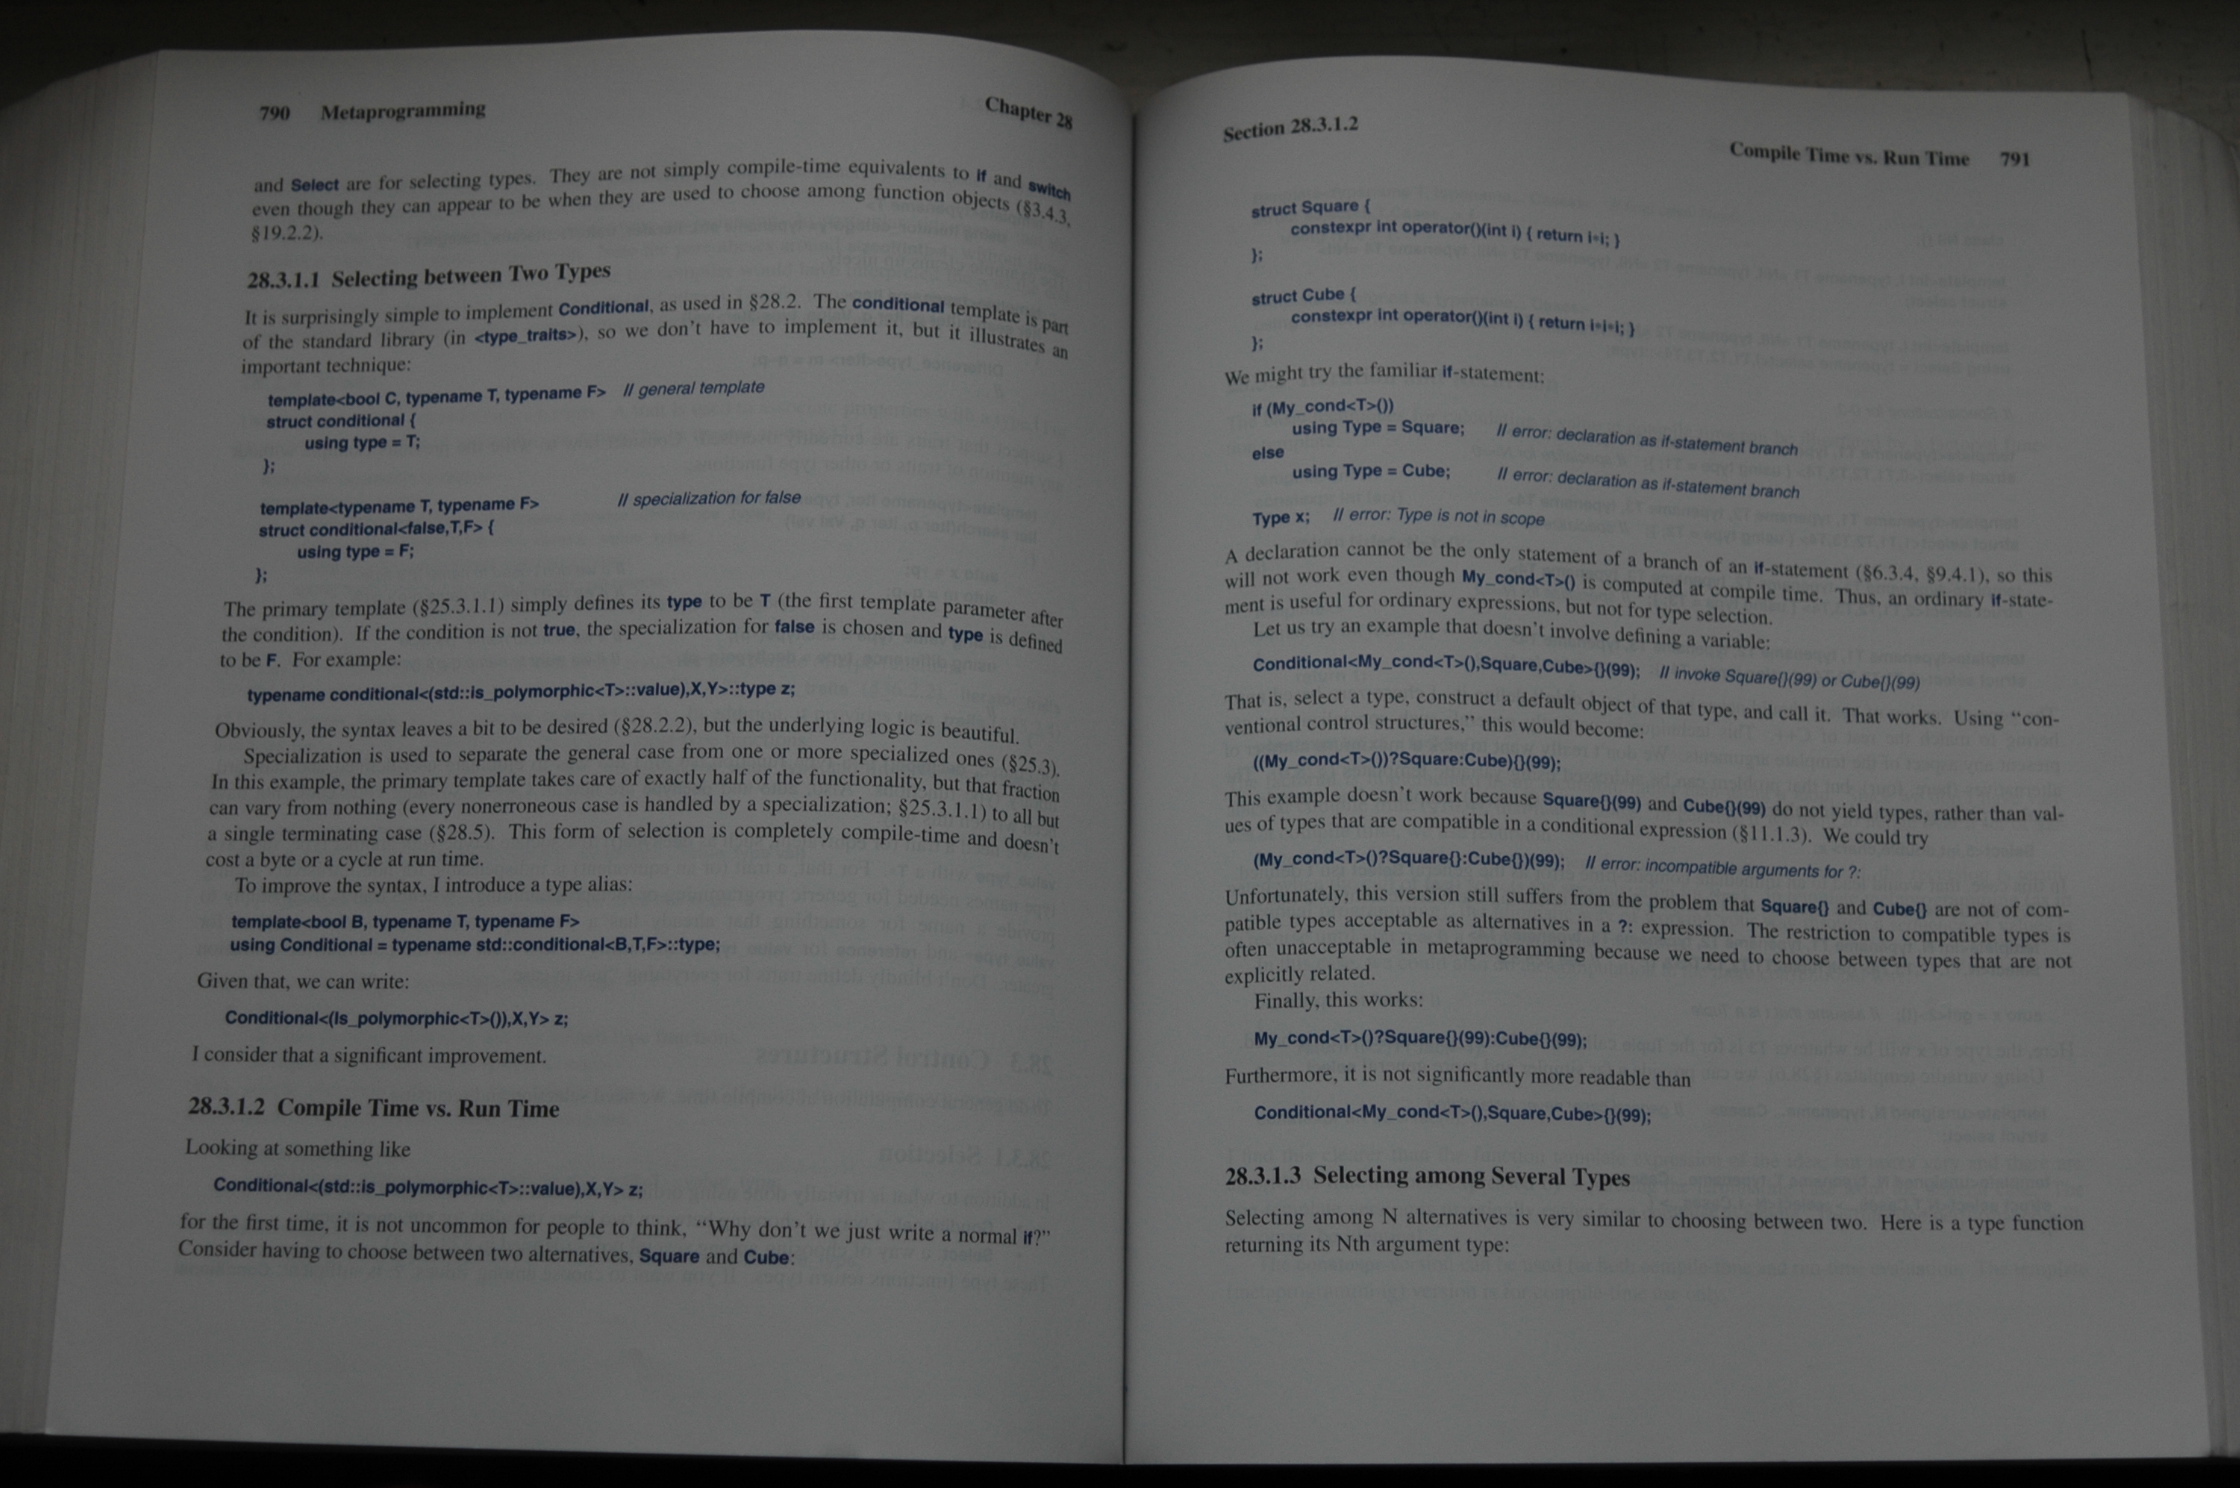 790 Metaprogramming Chapter 28
and Select are for selecting types. They are not simply compile-time equivalents to if and switch
even though they can appear to be when they are used to choose among function objects (§3.4.3,
§19.2.2).
28.3.1.1 Selecting between Two Types
It is surprisingly simple to implement Conditional, as used in §28.2. The conditional template is part
of the standard library (in <type_traits>), so we don't have to implement it, but it illustrates an
important technique:
template<bool C, typename T, typename F> // general template
struct conditional {
using type = T;
};
template<typename T, typename F> // specialization for false
struct conditional<false,T,F> {
using type = F;
};
The primary template (§25.3.1.1) simply defines its type to be T (the first template parameter after
the condition). If the condition is not true, the specialization for false is chosen and type is defined
to be F. For example:
typename conditional<(std::is_polymorphic<T>::value),X,Y>::type z;
Obviously, the syntax leaves a bit to be desired (§28.2.2), but the underlying logic is beautiful.
Specialization is used to separate the general case from one or more specialized ones (§25.3).
In this example, the primary template takes care of exactly half of the functionality, but that fraction
can vary from nothing (every nonerroneous case is handled by a specialization; §25.3.1.1) to all but
a single terminating case (§28.5). This form of selection is completely compile-time and doesn't
cost a byte or a cycle at run time.
To improve the syntax, I introduce a type alias:
template<bool B, typename T, typename F>
using Conditional = typename std::conditional<B,T,F>::type;
Given that, we can write:
Conditional<(Is_polymorphic<T>()),X,Y> z;
I consider that a significant improvement.
28.3.1.2 Compile Time vs. Run Time
Looking at something like
Conditional<(std::is_polymorphic<T>::value),X,Y> z;
for the first time, it is not uncommon for people to think, "Why don't we just write a normal if?"
Consider having to choose between two alternatives, Square and Cube:
Section 28.3.1.2 Compile Time vs. Run Time 791
struct Square {
constexpr int operator()(int i) { return i*i; }
};
struct Cube {
constexpr int operator()(int i) { return i*i*i; }
};
We might try the familiar if-statement:
if (My_cond<T>())
using Type = Square; // error: declaration as if-statement branch
else
using Type = Cube; // error: declaration as if-statement branch
Type x; // error: Type is not in scope
A declaration cannot be the only statement of a branch of an if-statement (§6.3.4, §9.4.1), so this
will not work even though My_cond<T>() is computed at compile time. Thus, an ordinary if-state-
ment is useful for ordinary expressions, but not for type selection.
Let us try an example that doesn't involve defining a variable:
Conditional<My_cond<T>(),Square,Cube>{}(99); // invoke Square{}(99) or Cube{}(99)
That is, select a type, construct a default object of that type, and call it. That works. Using "con-
ventional control structures," this would become:
((My_cond<T>())?Square:Cube){}(99);
This example doesn't work because Square{}(99) and Cube{}(99) do not yield types, rather than val-
ues of types that are compatible in a conditional expression (§11.1.3). We could try
(My_cond<T>()?Square{}:Cube{})(99); // error: incompatible arguments for ?:
Unfortunately, this version still suffers from the problem that Square{} and Cube{} are not of com-
patible types acceptable as alternatives in a ?: expression. The restriction to compatible types is
often unacceptable in metaprogramming because we need to choose between types that are not
explicitly related.
Finally, this works:
My_cond<T>()?Square{}(99):Cube{}(99);
Furthermore, it is not significantly more readable than
Conditional<My_cond<T>(),Square,Cube>{}(99);
28.3.1.3 Selecting among Several Types
Selecting among N alternatives is very similar to choosing between two. Here is a type function
returning its Nth argument type: